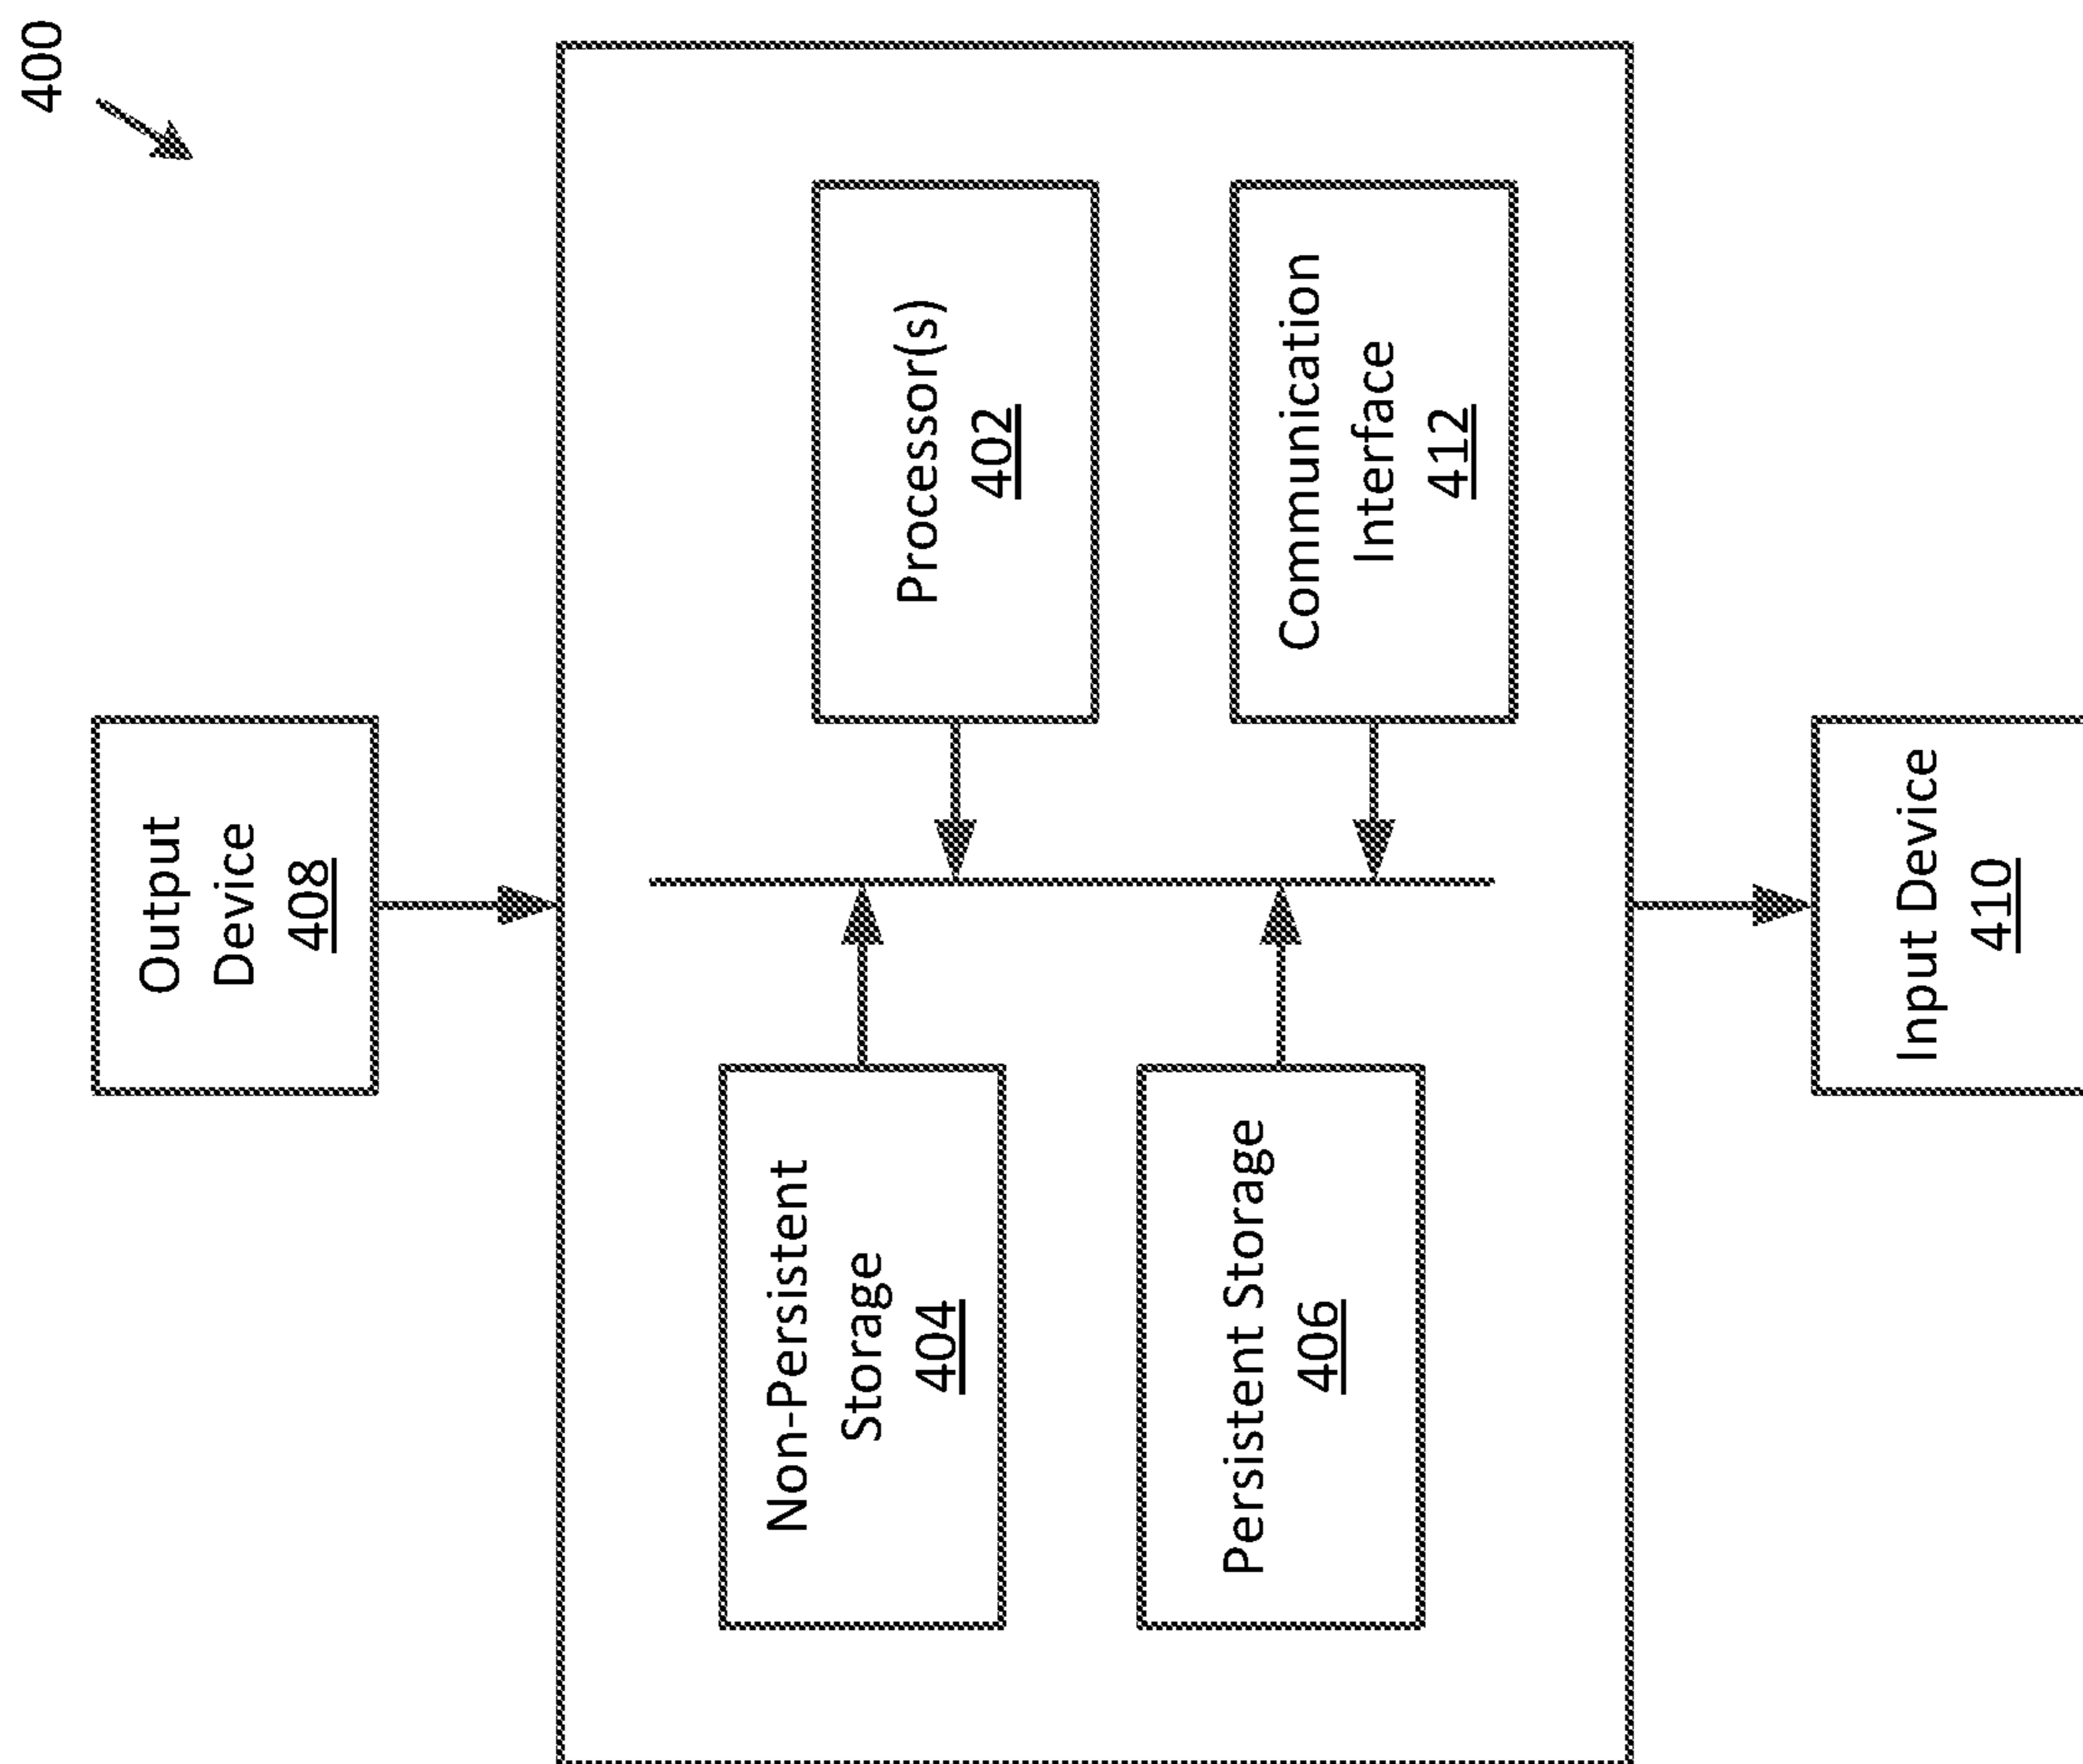 400
Output
Device
408
Non-Persistent
Storage
404
Processor(s)
402
Persistent Storage
406
Communication
Interface
412
Input Device
410